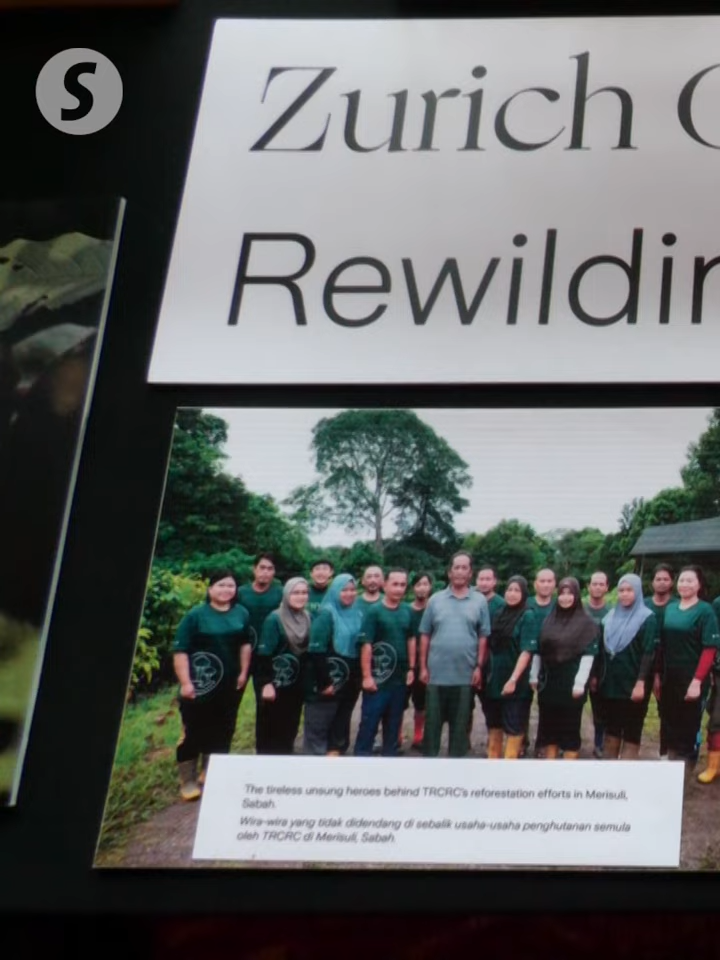 S
Zurich
Rewildin
The tireless unsung heroes behind TRCRC's reforestation efforts in Merisuli,
Sabah.
Wira-wira yang tidak didendang di sebalik usaha-usaha penghutanan semula
oleh TRCRC di Merisuli, Sabah.